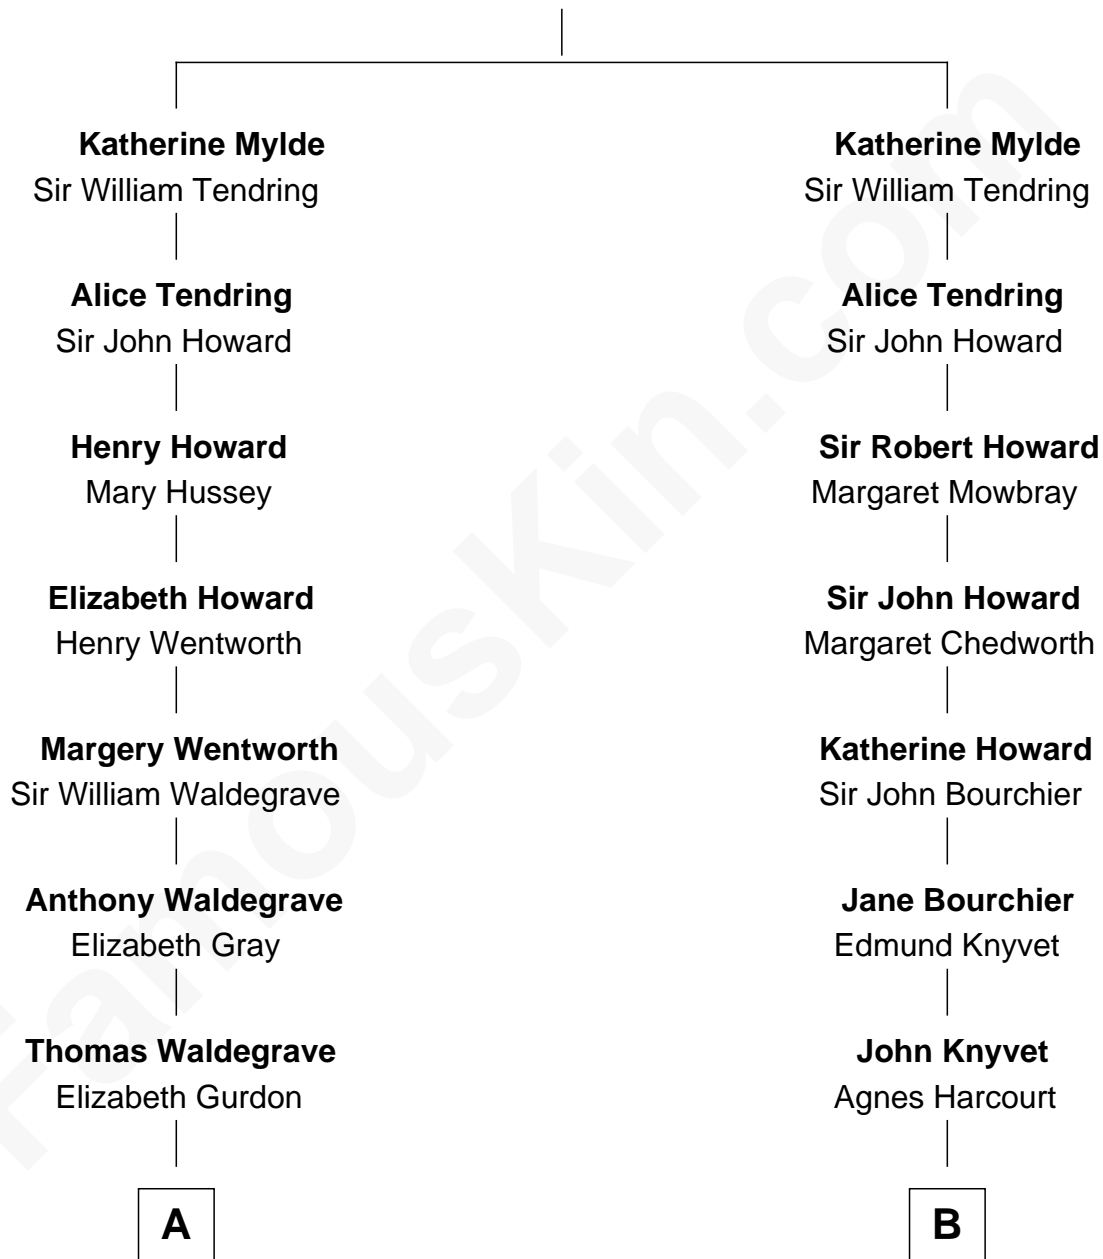 Katherine Mylde
Sir William Tendring
Katherine Mylde
Sir William Tendring
Alice Tendring
Sir John Howard
Alice Tendring
Sir John Howard
Henry Howard
Mary Hussey
Sir Robert Howard
Margaret Mowbray
Elizabeth Howard
Henry Wentworth
Sir John Howard
Margaret Chedworth
Margery Wentworth
Sir William Waldegrave
Katherine Howard
Sir John Bourchier
Anthony Waldegrave
Elizabeth Gray
Jane Bourchier
Edmund Knyvet
Thomas Waldegrave
Elizabeth Gurdon
John Knyvet
Agnes Harcourt
A
B
FamousKin.com